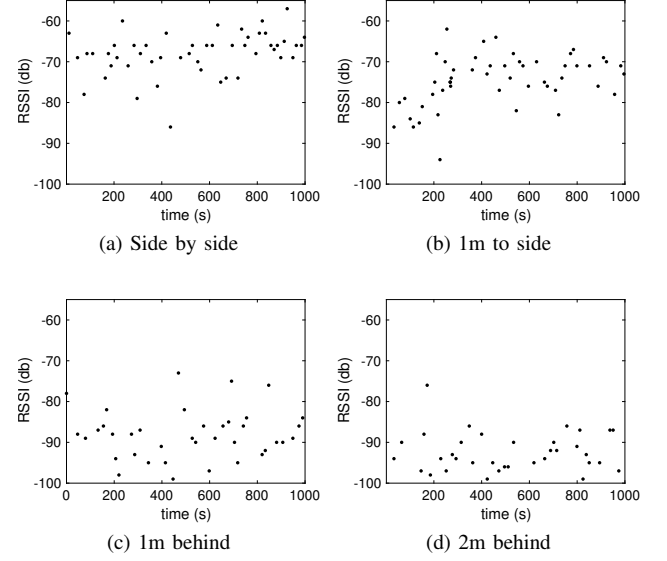 -60
-70
-80
-90
-100
RSSI (db)
200 400 600 800 1000
time (s)
(a) Side by side
-60
-70
-80
-90
-100
RSSI (db)
0 200 400 600 800 1000
time (s)
(b) 1m to side
-60
-70
-80
-90
-100
RSSI (db)
0 200 400 600 800 1000
time (s)
(c) 1m behind
-60
-70
-80
-90
-100
RSSI (db)
0 200 400 600 800 1000
time (s)
(d) 2m behind